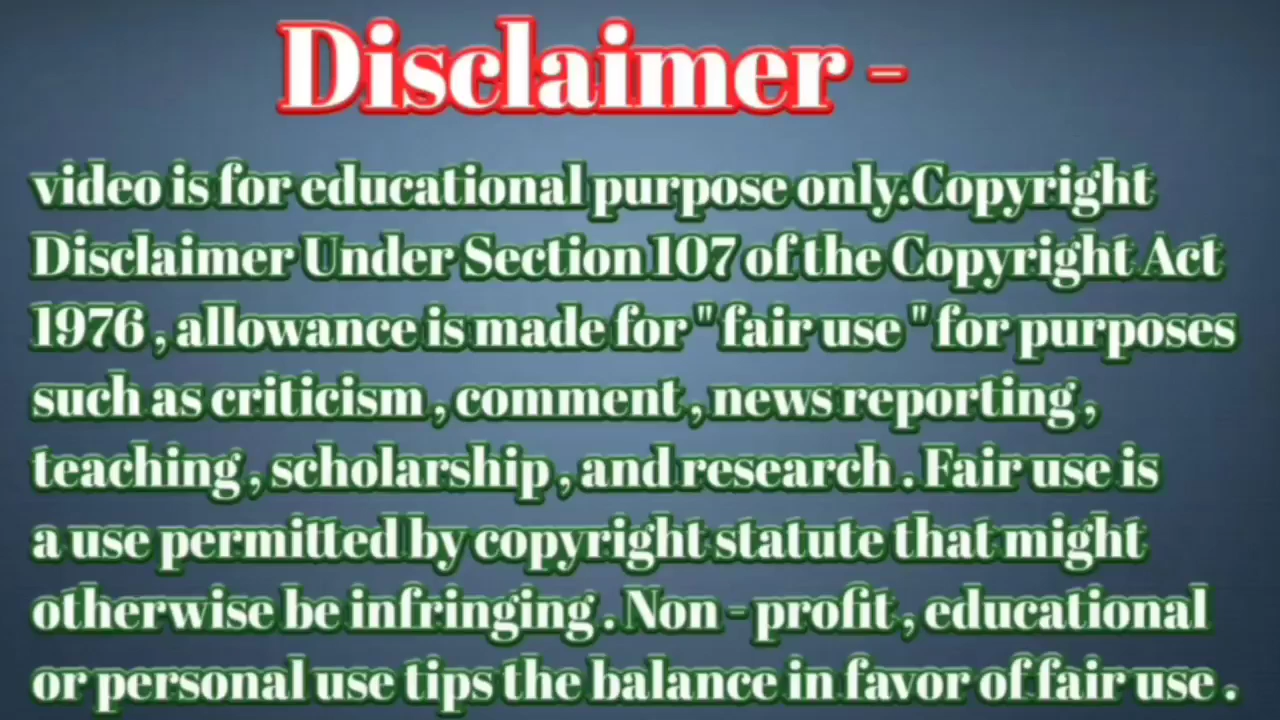 Disclaimer -
video is for educational purpose only.Copyright
Disclaimer Under Section 107 of the Copyright Act
1976 , allowance is made for " fair use " for purposes
such as criticism , comment , news reporting ,
teaching , scholarship , and research . Fair use is
a use permitted by copyright statute that might
otherwise be infringing . Non - profit , educational
or personal use tips the balance in favor of fair use .